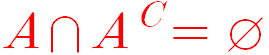 A ∩ A^C = ∅